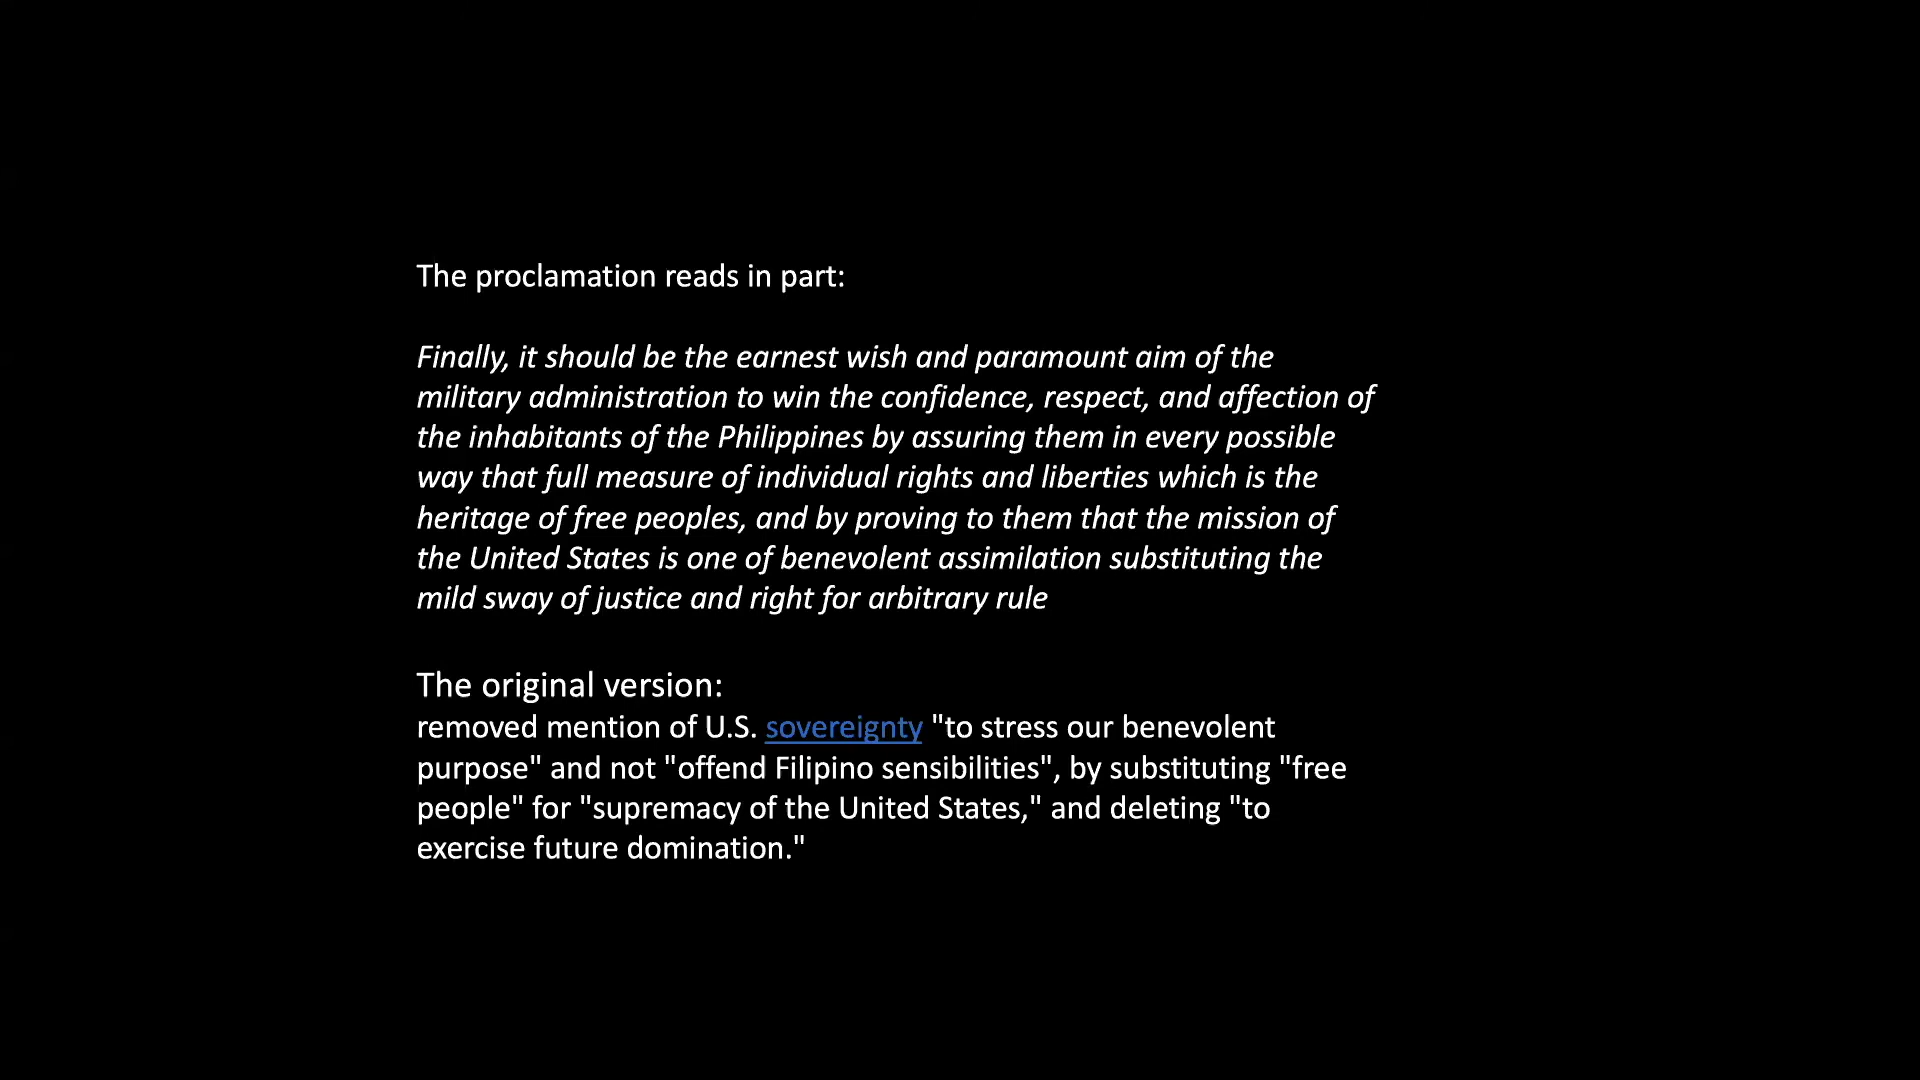 The proclamation reads in part:
Finally, it should be the earnest wish and paramount aim of the
military administration to win the confidence, respect, and affection of
the inhabitants of the Philippines by assuring them in every possible
way that full measure of individual rights and liberties which is the
heritage of free peoples, and by proving to them that the mission of
the United States is one of benevolent assimilation substituting the
mild sway of justice and right for arbitrary rule
The original version:
removed mention of U.S. sovereignty "to stress our benevolent
purpose" and not "offend Filipino sensibilities", by substituting "free
people" for "supremacy of the United States," and deleting "to
exercise future domination."